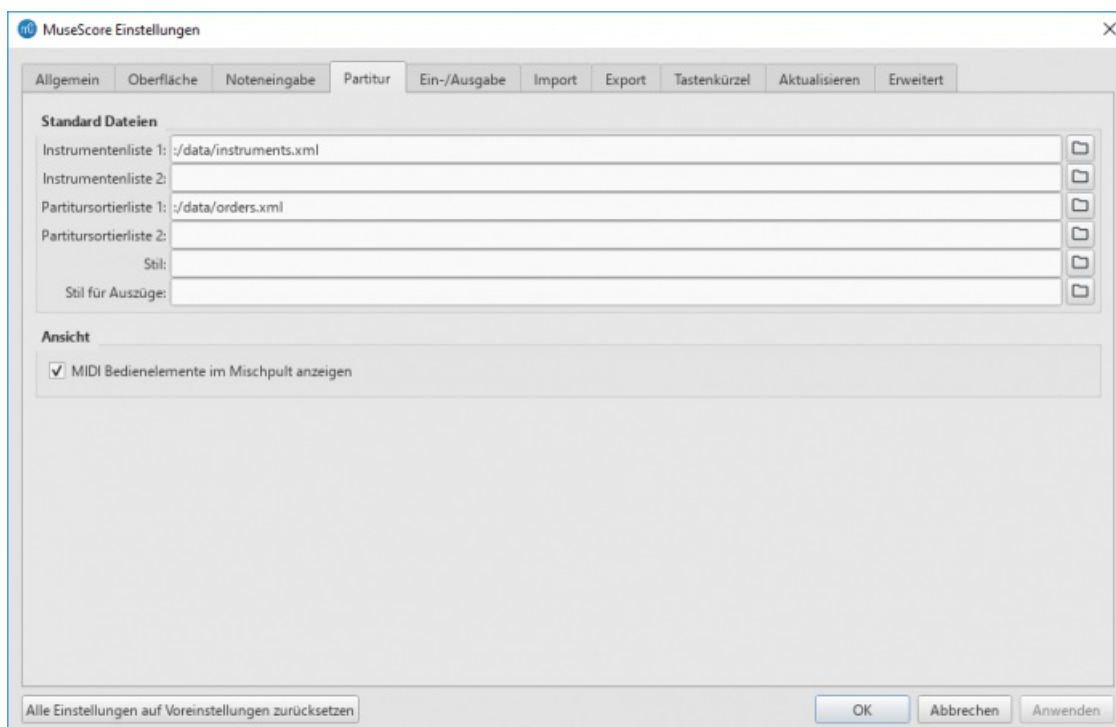 MuseScore Einstellungen
Allgemein Oberfläche Noteneingabe Partitur Ein-/Ausgabe Import Export Tastenkürzel Aktualisieren Erweitert
Standard Dateien
Instrumentenliste 1: :/data/instruments.xml
Instrumentenliste 2:
Partitursortierliste 1: :/data/orders.xml
Partitursortierliste 2:
Stil:
Stil für Auszüge:
Ansicht
MIDI Bedienelemente im Mischpult anzeigen
Alle Einstellungen auf Voreinstellungen zurücksetzen OK Abbrechen Anwenden